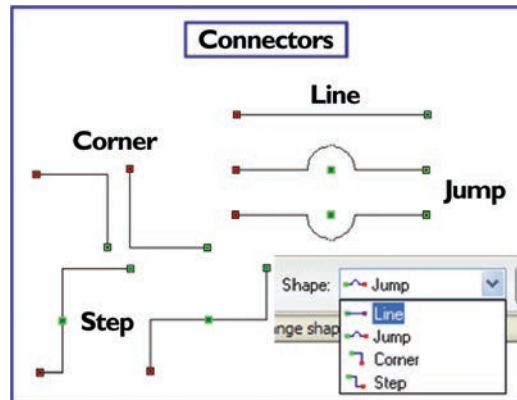 Connectors
Line
Corner
Jump
Step
Shape: Jump
nge shap
Line
Jump
Corner
Step